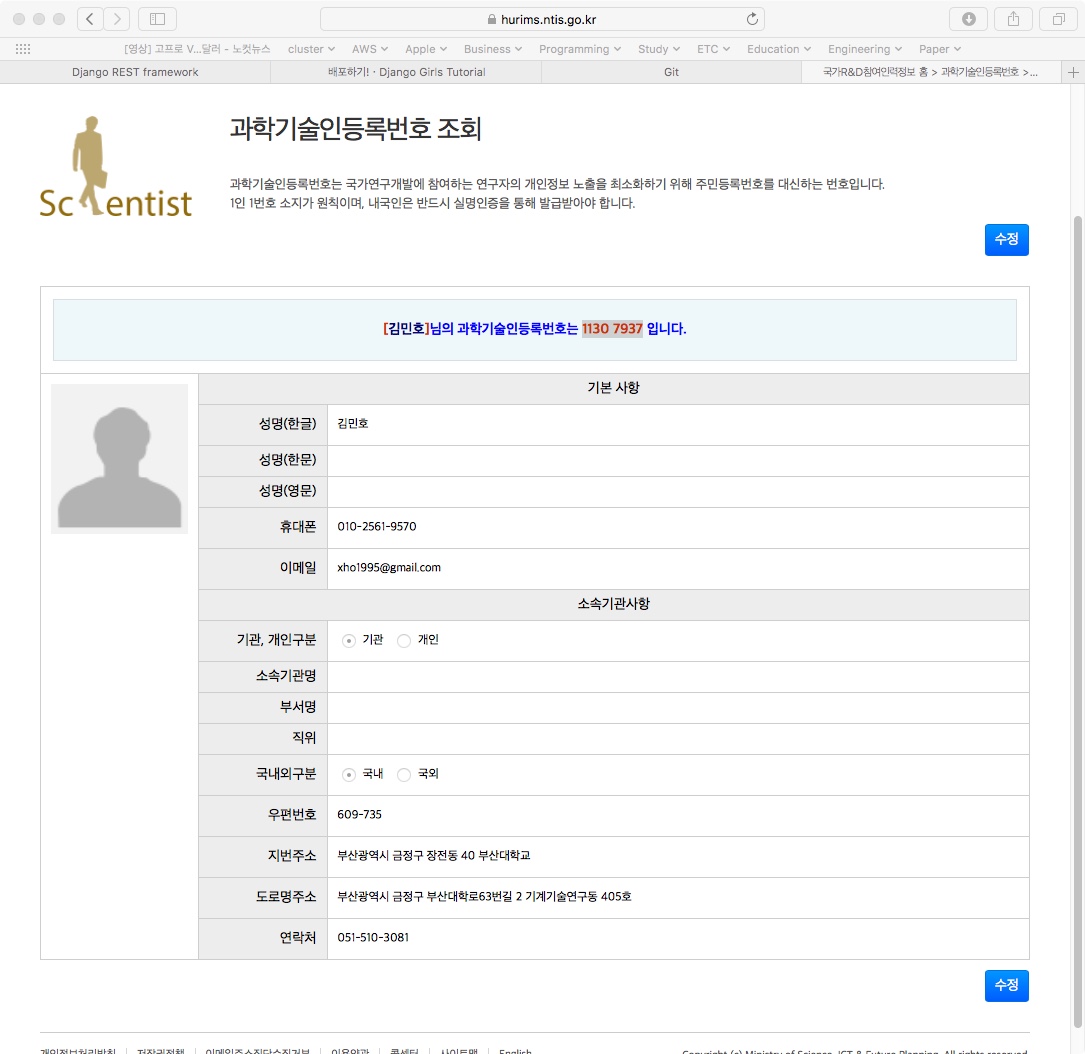 hurims.ntis.go.kr
[영상] 고프로 V...달러 - 노컷뉴스 cluster AWS Apple Business Programming Study ETC Education Engineering Paper
Django REST framework 배포하기! · Django Girls Tutorial Git 국가R&D참여인력정보 홈 > 과학기술인등록번호 >...
Scientist
과학기술인등록번호 조회
과학기술인등록번호는 국가연구개발에 참여하는 연구자의 개인정보 노출을 최소화하기 위해 주민등록번호를 대신하는 번호입니다.
1인 1번호 소지가 원칙이며, 내국인은 반드시 실명인증을 통해 발급받아야 합니다.
수정
[김민호]님의 과학기술인등록번호는 1130 7937 입니다.
기본 사항
성명(한글) 김민호
성명(한문)
성명(영문)
휴대폰 010-2561-9570
이메일 xho1995@gmail.com
소속기관사항
기관, 개인구분 기관 개인
소속기관명
부서명
직위
국내외구분 국내 국외
우편번호 609-735
지번주소 부산광역시 금정구 장전동 40 부산대학교
도로명주소 부산광역시 금정구 부산대학로63번길 2 기계기술연구동 405호
연락처 051-510-3081
수정
개인정보처리방침 저작권정책 이메일주소집단수집거부 이용약관 콜센터 사이트맵 English Copyright (c) Ministry of Science, ICT & Future Planning. All rights reserved.